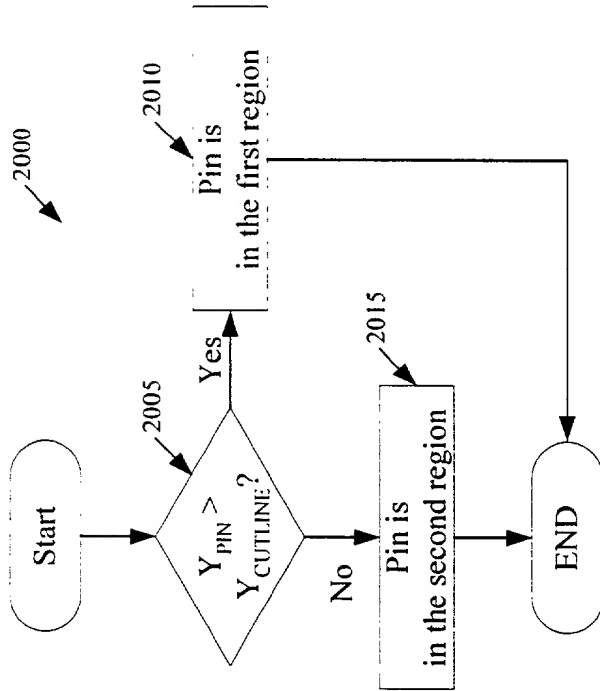 2000
Start
2005
Y_PIN >
Y_CUTLINE?
Yes
2010
Pin is
in the first region
No
2015
Pin is
in the second region
END